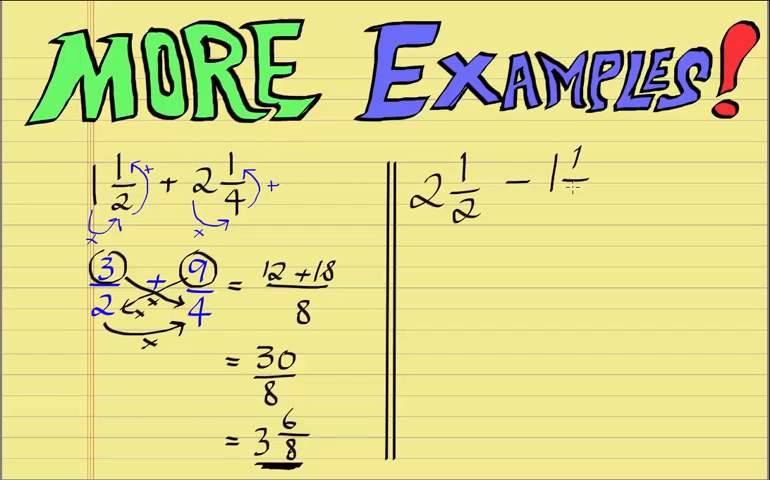 MORE EXAMPLES!
1 1/2 + 2 1/4
3/2 + 9/4 = 12 + 18 / 8
= 30/8
= 3 6/8
2 1/2 - 1 1/